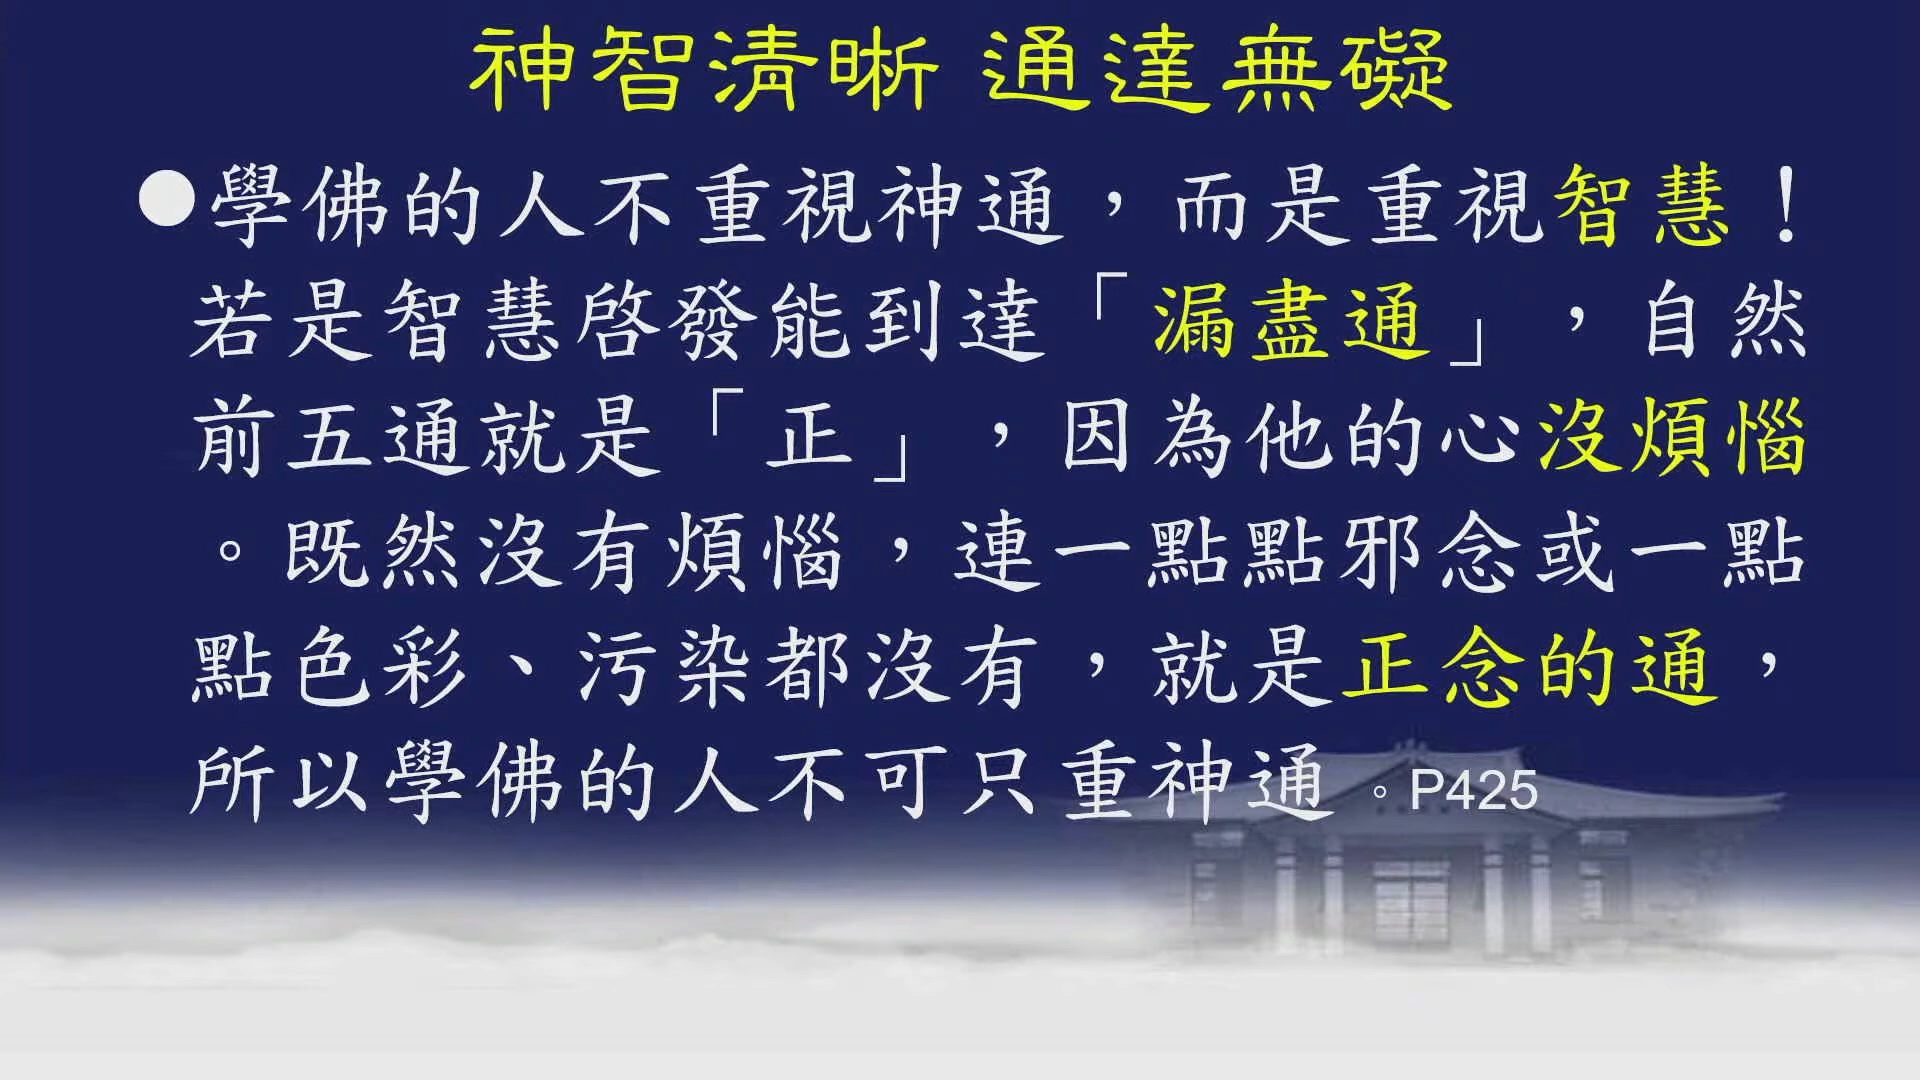 神智清晰 通達無礙
●學佛的人不重視神通，而是重視智慧！
若是智慧啓發能到達「漏盡通」，自然
前五通就是「正」，因為他的心沒煩惱
。既然沒有煩惱，連一點點邪念或一點
點色彩、污染都沒有，就是正念的通，
所以學佛的人不可只重神通。P425